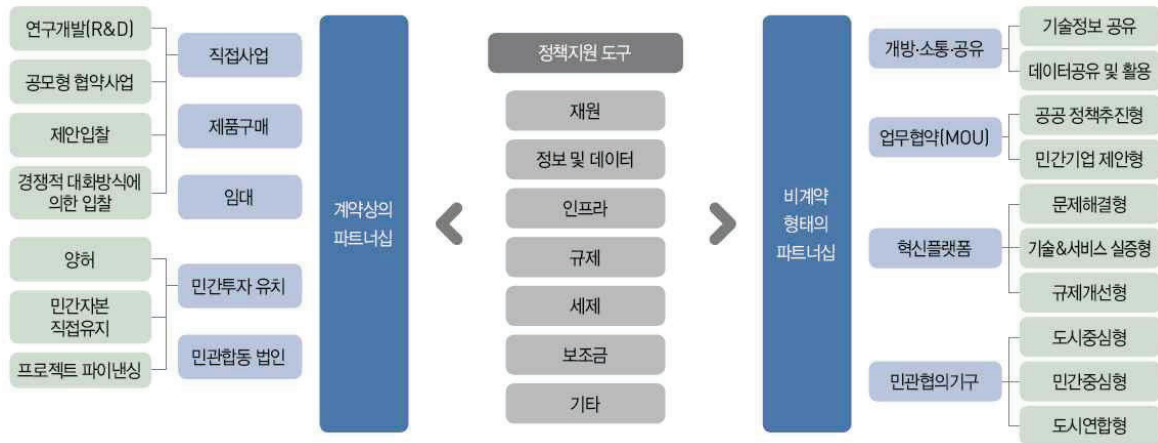 연구개발(R&D)
공모형 협약사업
제안입찰
경쟁적 대화방식에
의한 입찰
양허
민간자본
직접유지
프로젝트 파이낸싱
직접사업
제품구매
임대
민간투자 유치
민관합동 법인
계약상의
파트너십
정책지원 도구
재원
정보 및 데이터
인프라
규제
세제
보조금
기타
비계약
형태의
파트너십
개방·소통·공유
업무협약(MOU)
혁신플랫폼
민관협의기구
기술정보 공유
데이터공유 및 활용
공공 정책추진형
민간기업 제안형
문제해결형
기술&서비스 실증형
규제개선형
도시중심형
민간중심형
도시연합형